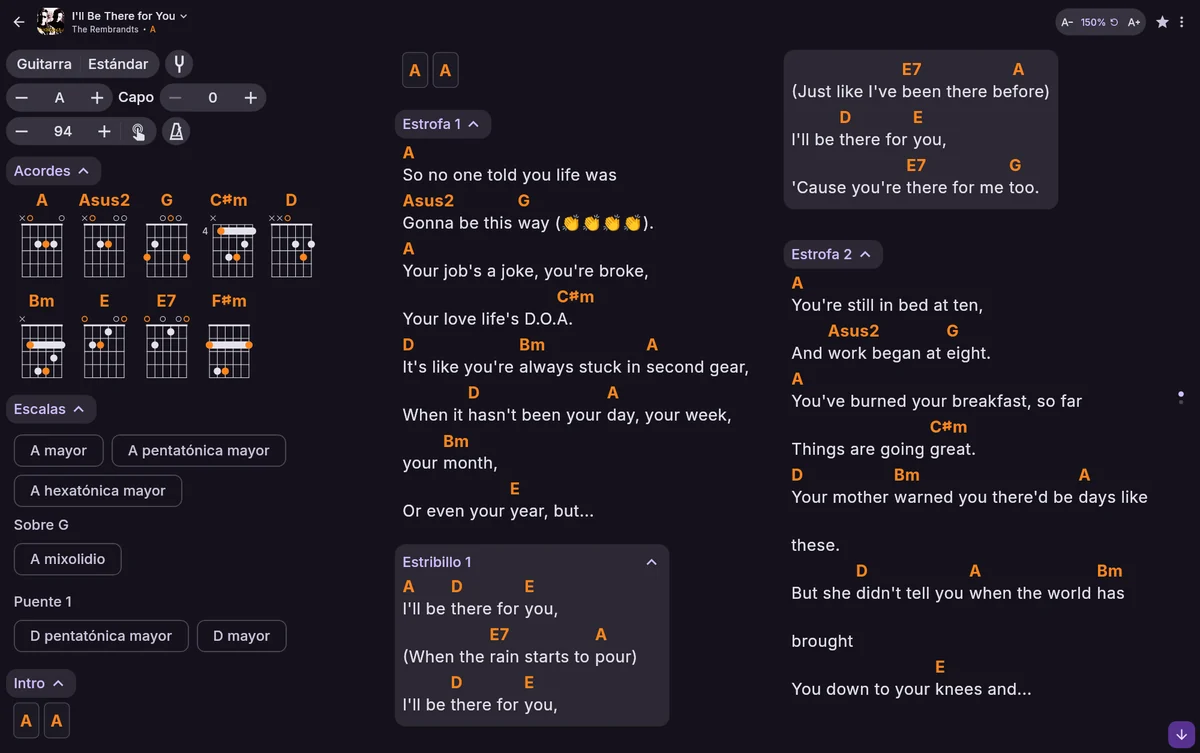 I'll Be There for You
The Rembrandts • A
A- 150% A+
Guitarra Estándar
− A + Capo − 0 +
− 94 +
Acordes
A Asus2 G C#m D
4
Bm E E7 F#m
Escalas
A mayor A pentatónica mayor
A hexatónica mayor
Sobre G
A mixolidio
Puente 1
D pentatónica mayor D mayor
Intro
A A
A A
Estrofa 1
A
So no one told you life was
Asus2 G
Gonna be this way (👏👏👏👏).
A
Your job's a joke, you're broke,
C#m
Your love life's D.O.A.
D Bm A
It's like you're always stuck in second gear,
D A
When it hasn't been your day, your week,
Bm
your month,
E
Or even your year, but...
Estribillo 1
A D E
I'll be there for you,
E7 A
(When the rain starts to pour)
D E
I'll be there for you,
E7 A
(Just like I've been there before)
D E
I'll be there for you,
E7 G
'Cause you're there for me too.
Estrofa 2
A
You're still in bed at ten,
Asus2 G
And work began at eight.
A
You've burned your breakfast, so far
C#m
Things are going great.
D Bm A
Your mother warned you there'd be days like
these.
D A Bm
But she didn't tell you when the world has
brought
E
You down to your knees and...